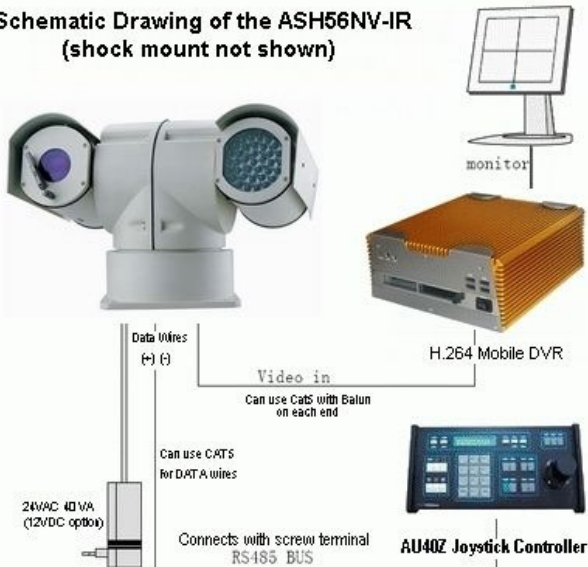 Schematic Drawing of the ASH56NV-IR
(shock mount not shown)
monitor
H.264 Mobile DVR
Data Wires
(+) (-)
Video in
Can use Cat5 with Balun
on each end
Can use CAT5
for DATA wires
24VAC 40 VA
(12VDC option)
Connects with screw terminal
RS485 BUS
AU40Z Joystick Controller